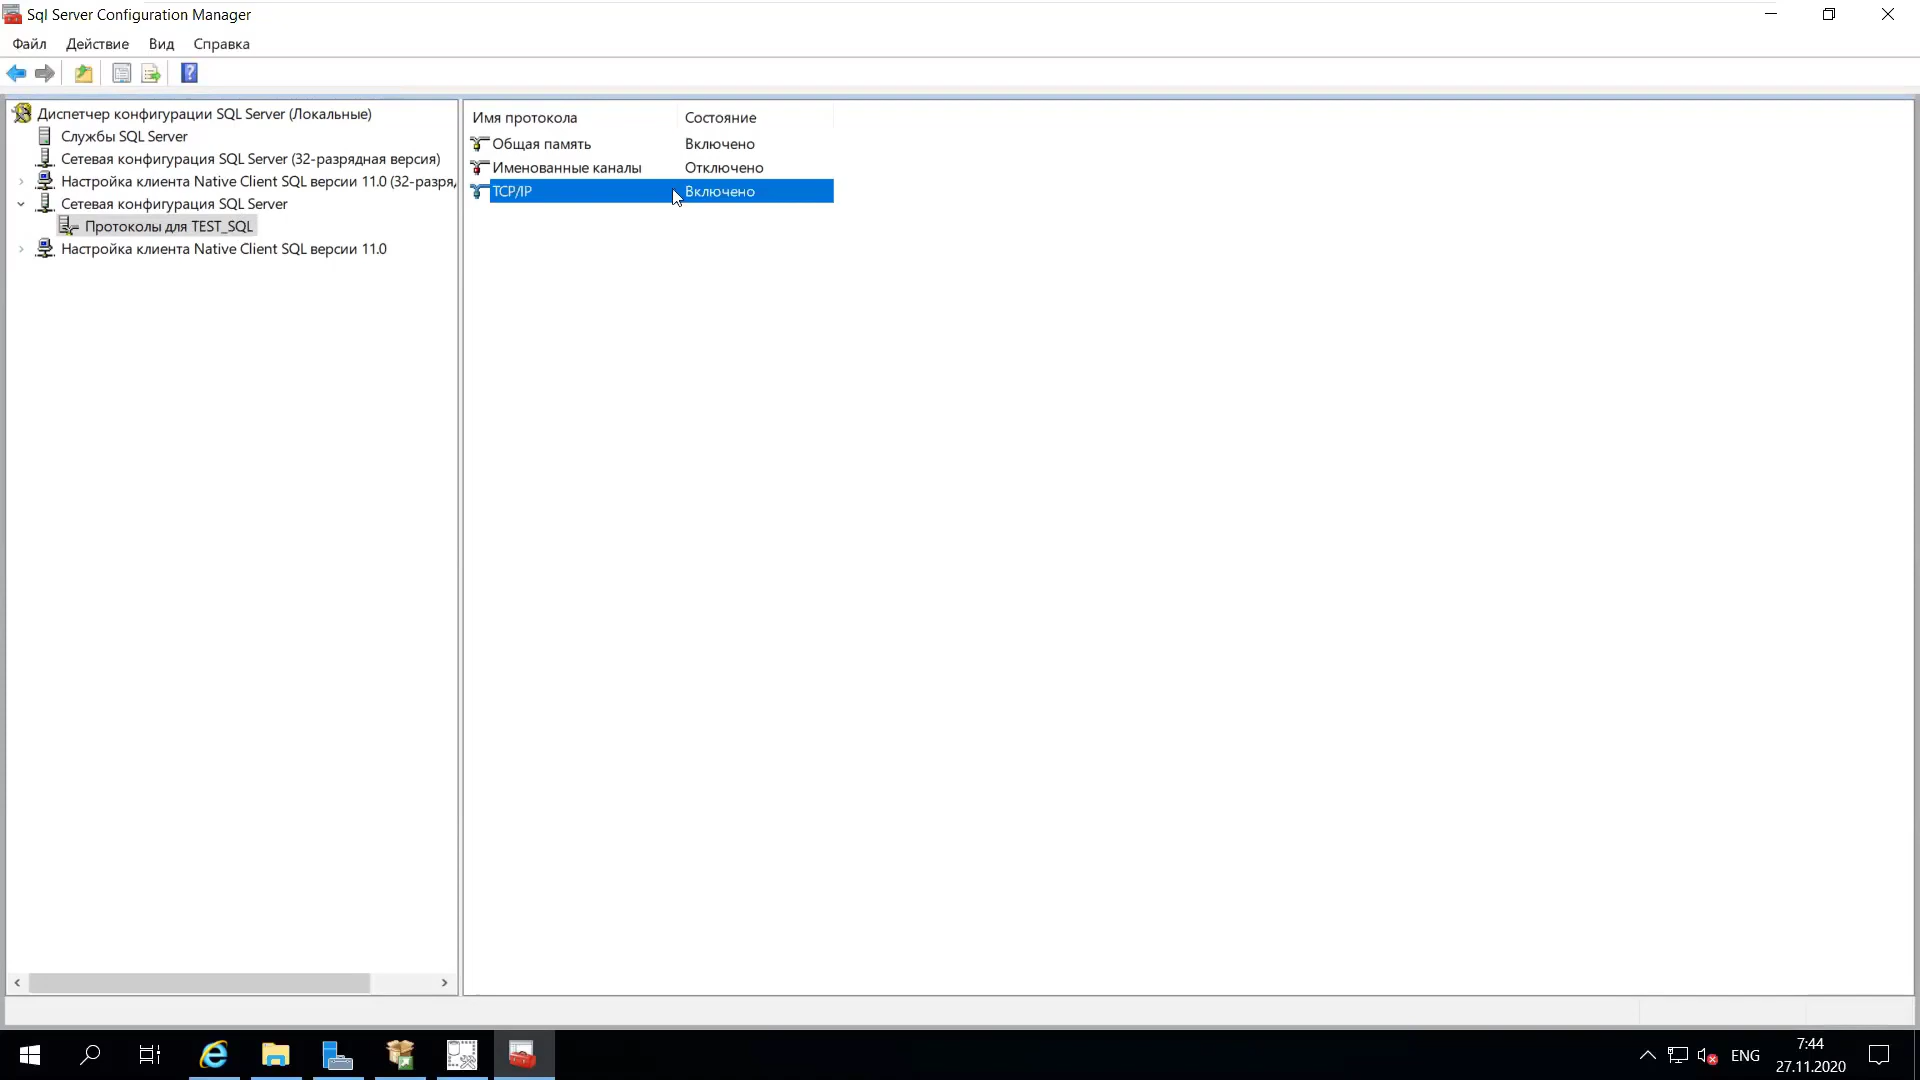 Sql Server Configuration Manager
Файл Действие Вид Справка
Диспетчер конфигурации SQL Server (Локальные)
Службы SQL Server
Сетевая конфигурация SQL Server (32-разрядная версия)
Настройка клиента Native Client SQL версии 11.0 (32-разря,
Сетевая конфигурация SQL Server
Протоколы для TEST_SQL
Настройка клиента Native Client SQL версии 11.0
Имя протокола Состояние
Общая память Включено
Именованные каналы Отключено
TCP/IP Включено
ENG
7:44
27.11.2020